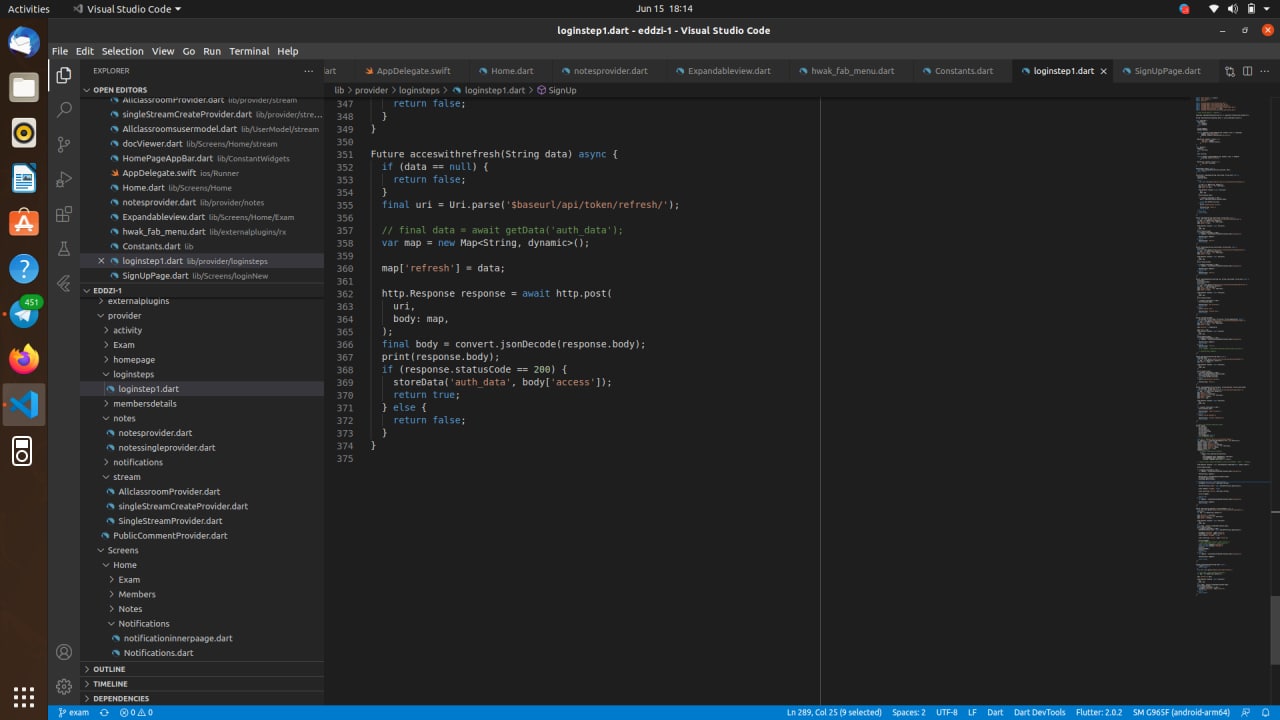 Activities
Visual Studio Code
Jun 15 18:14
loginstep1.dart - eddzi-1 - Visual Studio Code
File Edit Selection View Go Run Terminal Help
EXPLORER
dart AppDelegate.swift Home.dart notesprovider.dart Expandableview.dart hwak_fab_menu.dart Constants.dart loginstep1.dart SignUpPage.dart
OPEN EDITORS
lib > provider > loginsteps > loginstep1.dart > SignUp
AllclassroomProvider.dart lib/provider/stream
singleStreamCreateProvider.dart lib/provider/stre...
Allclassroomsusermodel.dart lib/UserModel/stream
docViewer.dart lib/Screens/Home/stream
HomePageAppBar.dart lib/ConstantWidgets
AppDelegate.swift ios/Runner
Home.dart lib/Screens/Home
notesprovider.dart lib/provider/notes
Expandableview.dart lib/Screens/Home/Exam
hwak_fab_menu.dart lib/externalplugins/rx
Constants.dart lib
loginstep1.dart lib/provider/loginsteps
SignUpPage.dart lib/Screens/loginNew
EDDZI-1
externalplugins
provider
activity
Exam
homepage
loginsteps
loginstep1.dart
membersdetails
notes
notesprovider.dart
notessingleprovider.dart
notifications
stream
AllclassroomProvider.dart
singleStreamCreateProvider.dart
SingleStreamProvider.dart
PublicCommentProvider.dart
Screens
Home
Exam
Members
Notes
Notifications
notificationinnerpaage.dart
Notifications.dart
OUTLINE
TIMELINE
DEPENDENCIES
451
347 return false;
348 }
349 }
350
351 Future acceswithrefresh(String data) async {
352 if (data == null) {
353 return false;
354 }
355 final uri = Uri.parse('$baseurl/api/token/refresh/');
356
357 // final data = await getData('auth_data');
358 var map = new Map<String, dynamic>();
359
360 map['refresh'] = data;
361
362 http.Response response = await http.post(
363 uri,
364 body: map,
365 );
366 final body = convert.jsonDecode(response.body);
367 print(response.body);
368 if (response.statusCode == 200) {
369 storeData('auth_data', body['access']);
370 return true;
371 } else {
372 return false;
373 }
374 }
375
exam 0 0 Ln 289, Col 25 (9 selected) Spaces: 2 UTF-8 LF Dart Dart DevTools Flutter: 2.0.2 SM G965F (android-arm64)